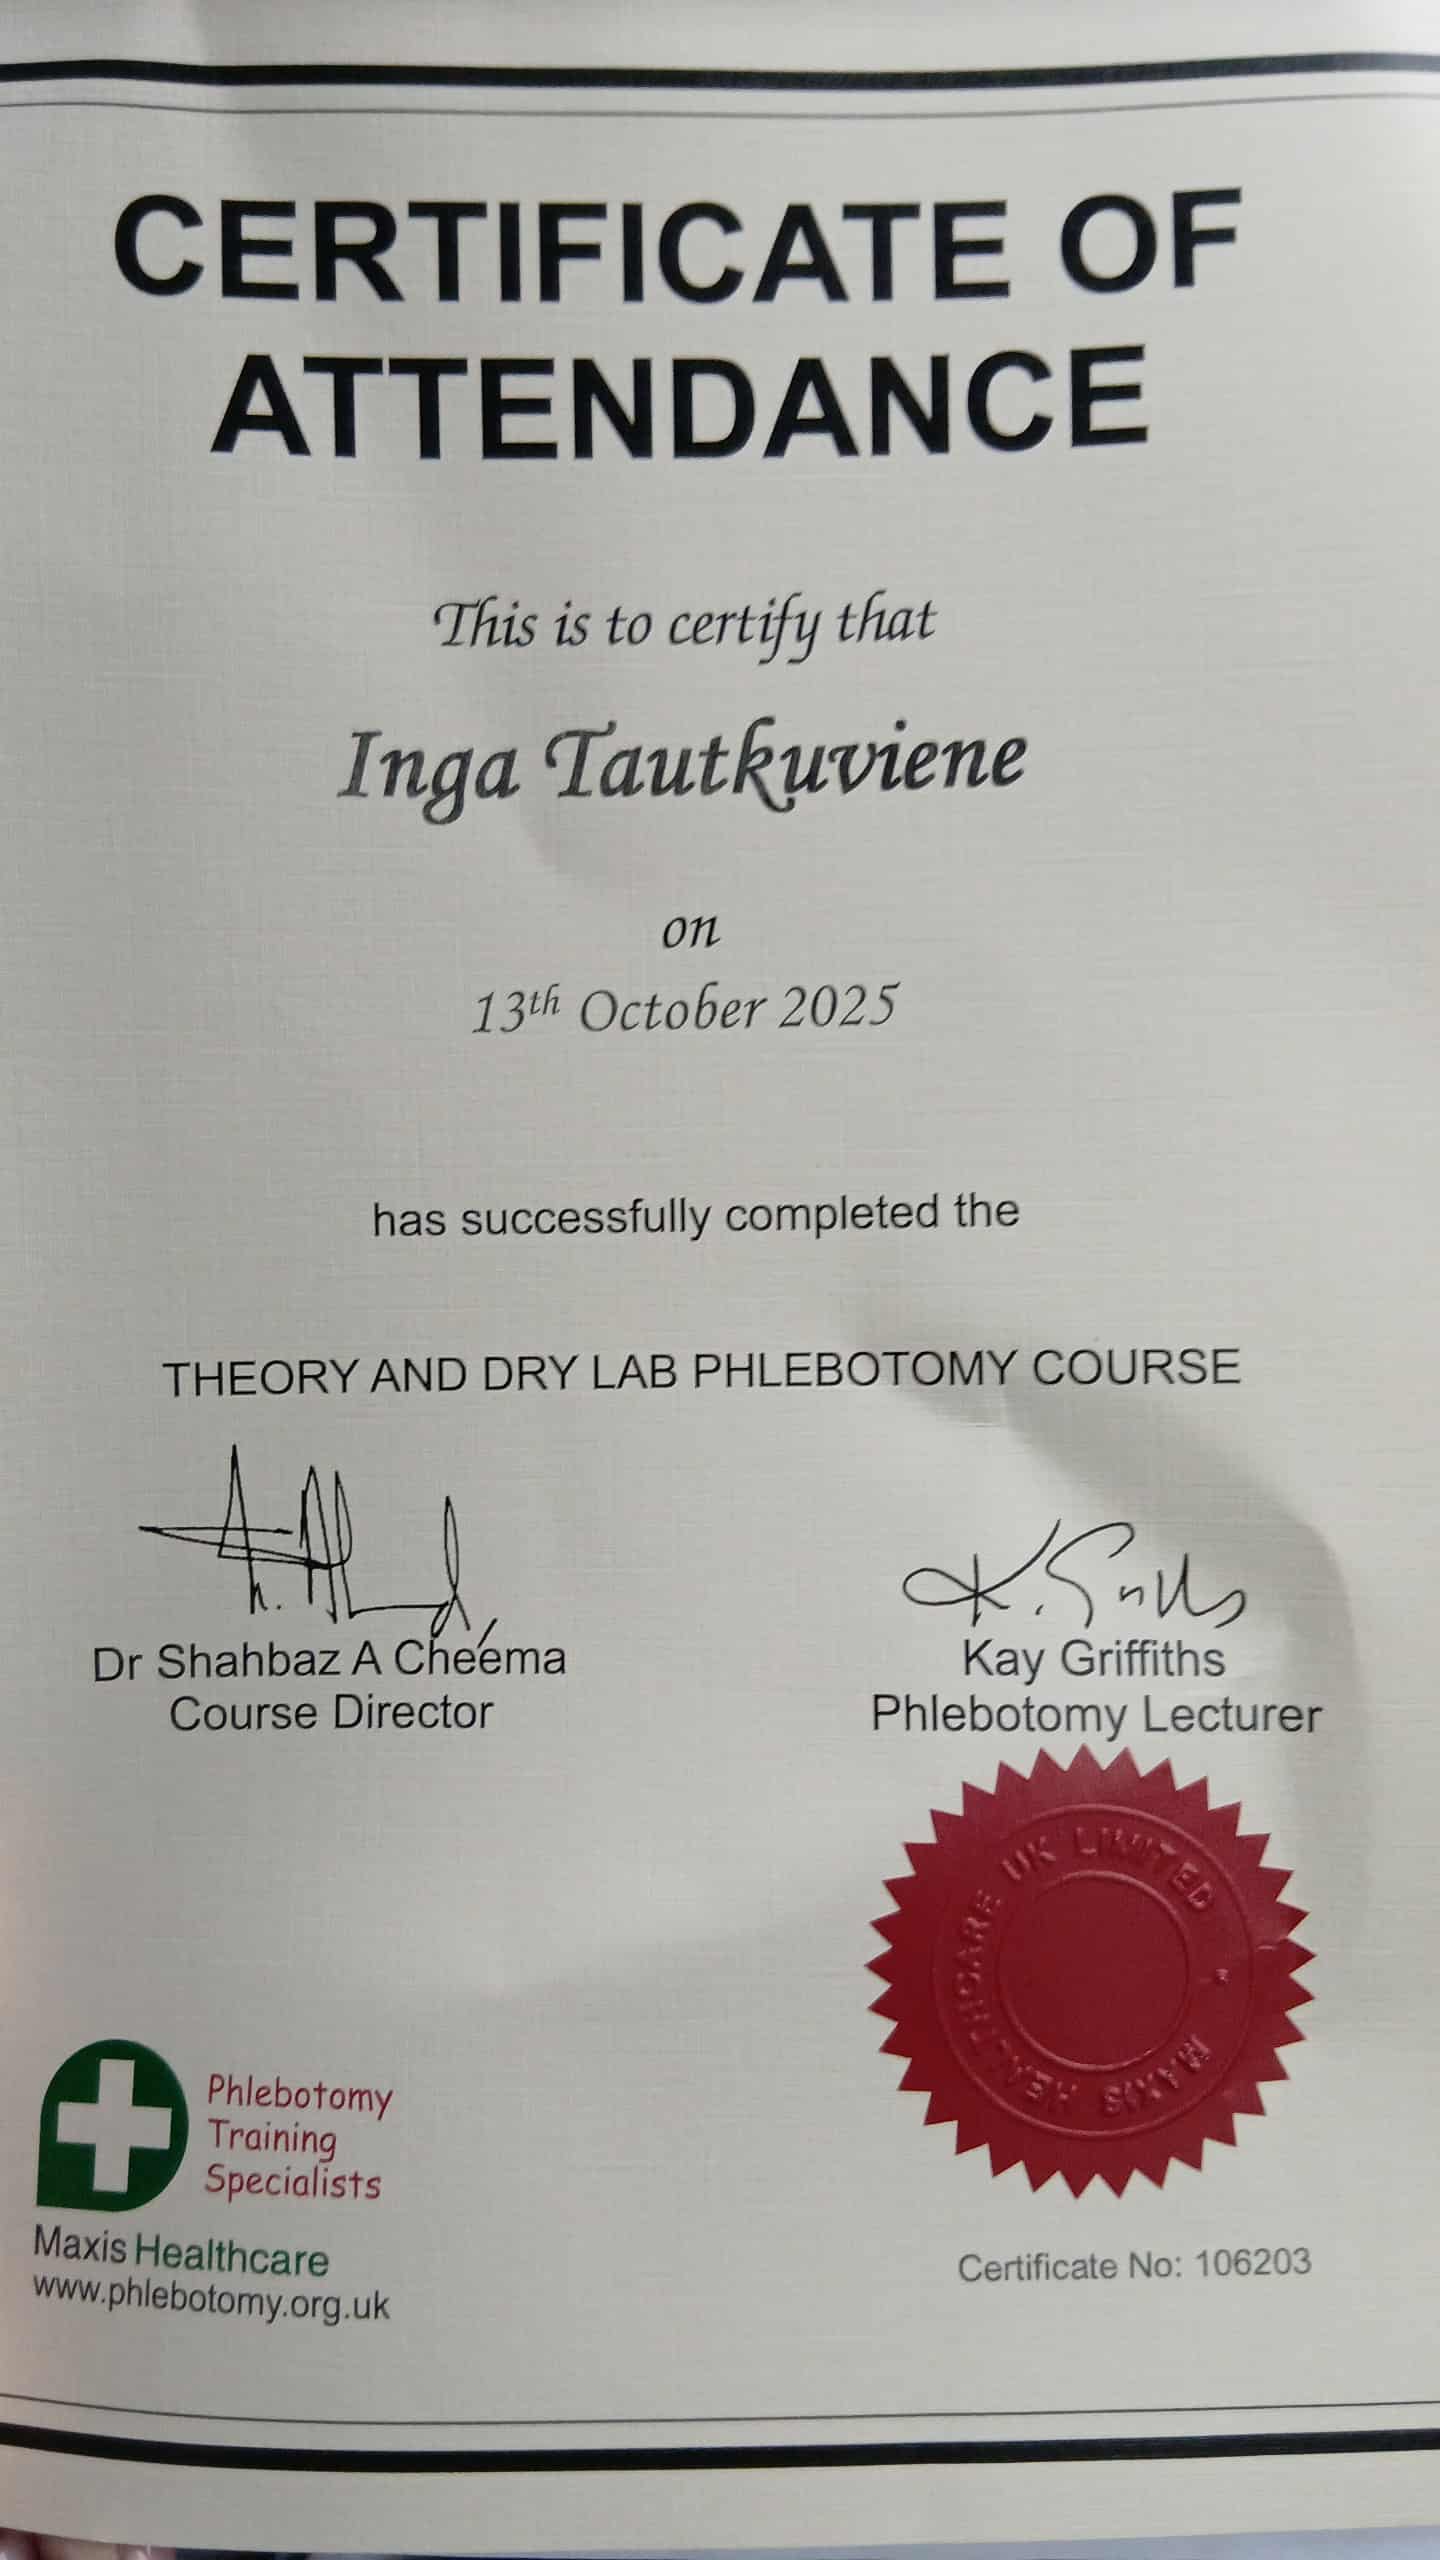 CERTIFICATE OF
ATTENDANCE
This is to certify that
Inga Tautkuviene
on
13th October 2025
has successfully completed the
THEORY AND DRY LAB PHLEBOTOMY COURSE
Dr Shahbaz A Cheema
Course Director
K. Griffiths
Kay Griffiths
Phlebotomy Lecturer
MAXIS HEALTHCARE UK LIMITED
Phlebotomy
Training
Specialists
Maxis Healthcare
www.phlebotomy.org.uk
Certificate No: 106203